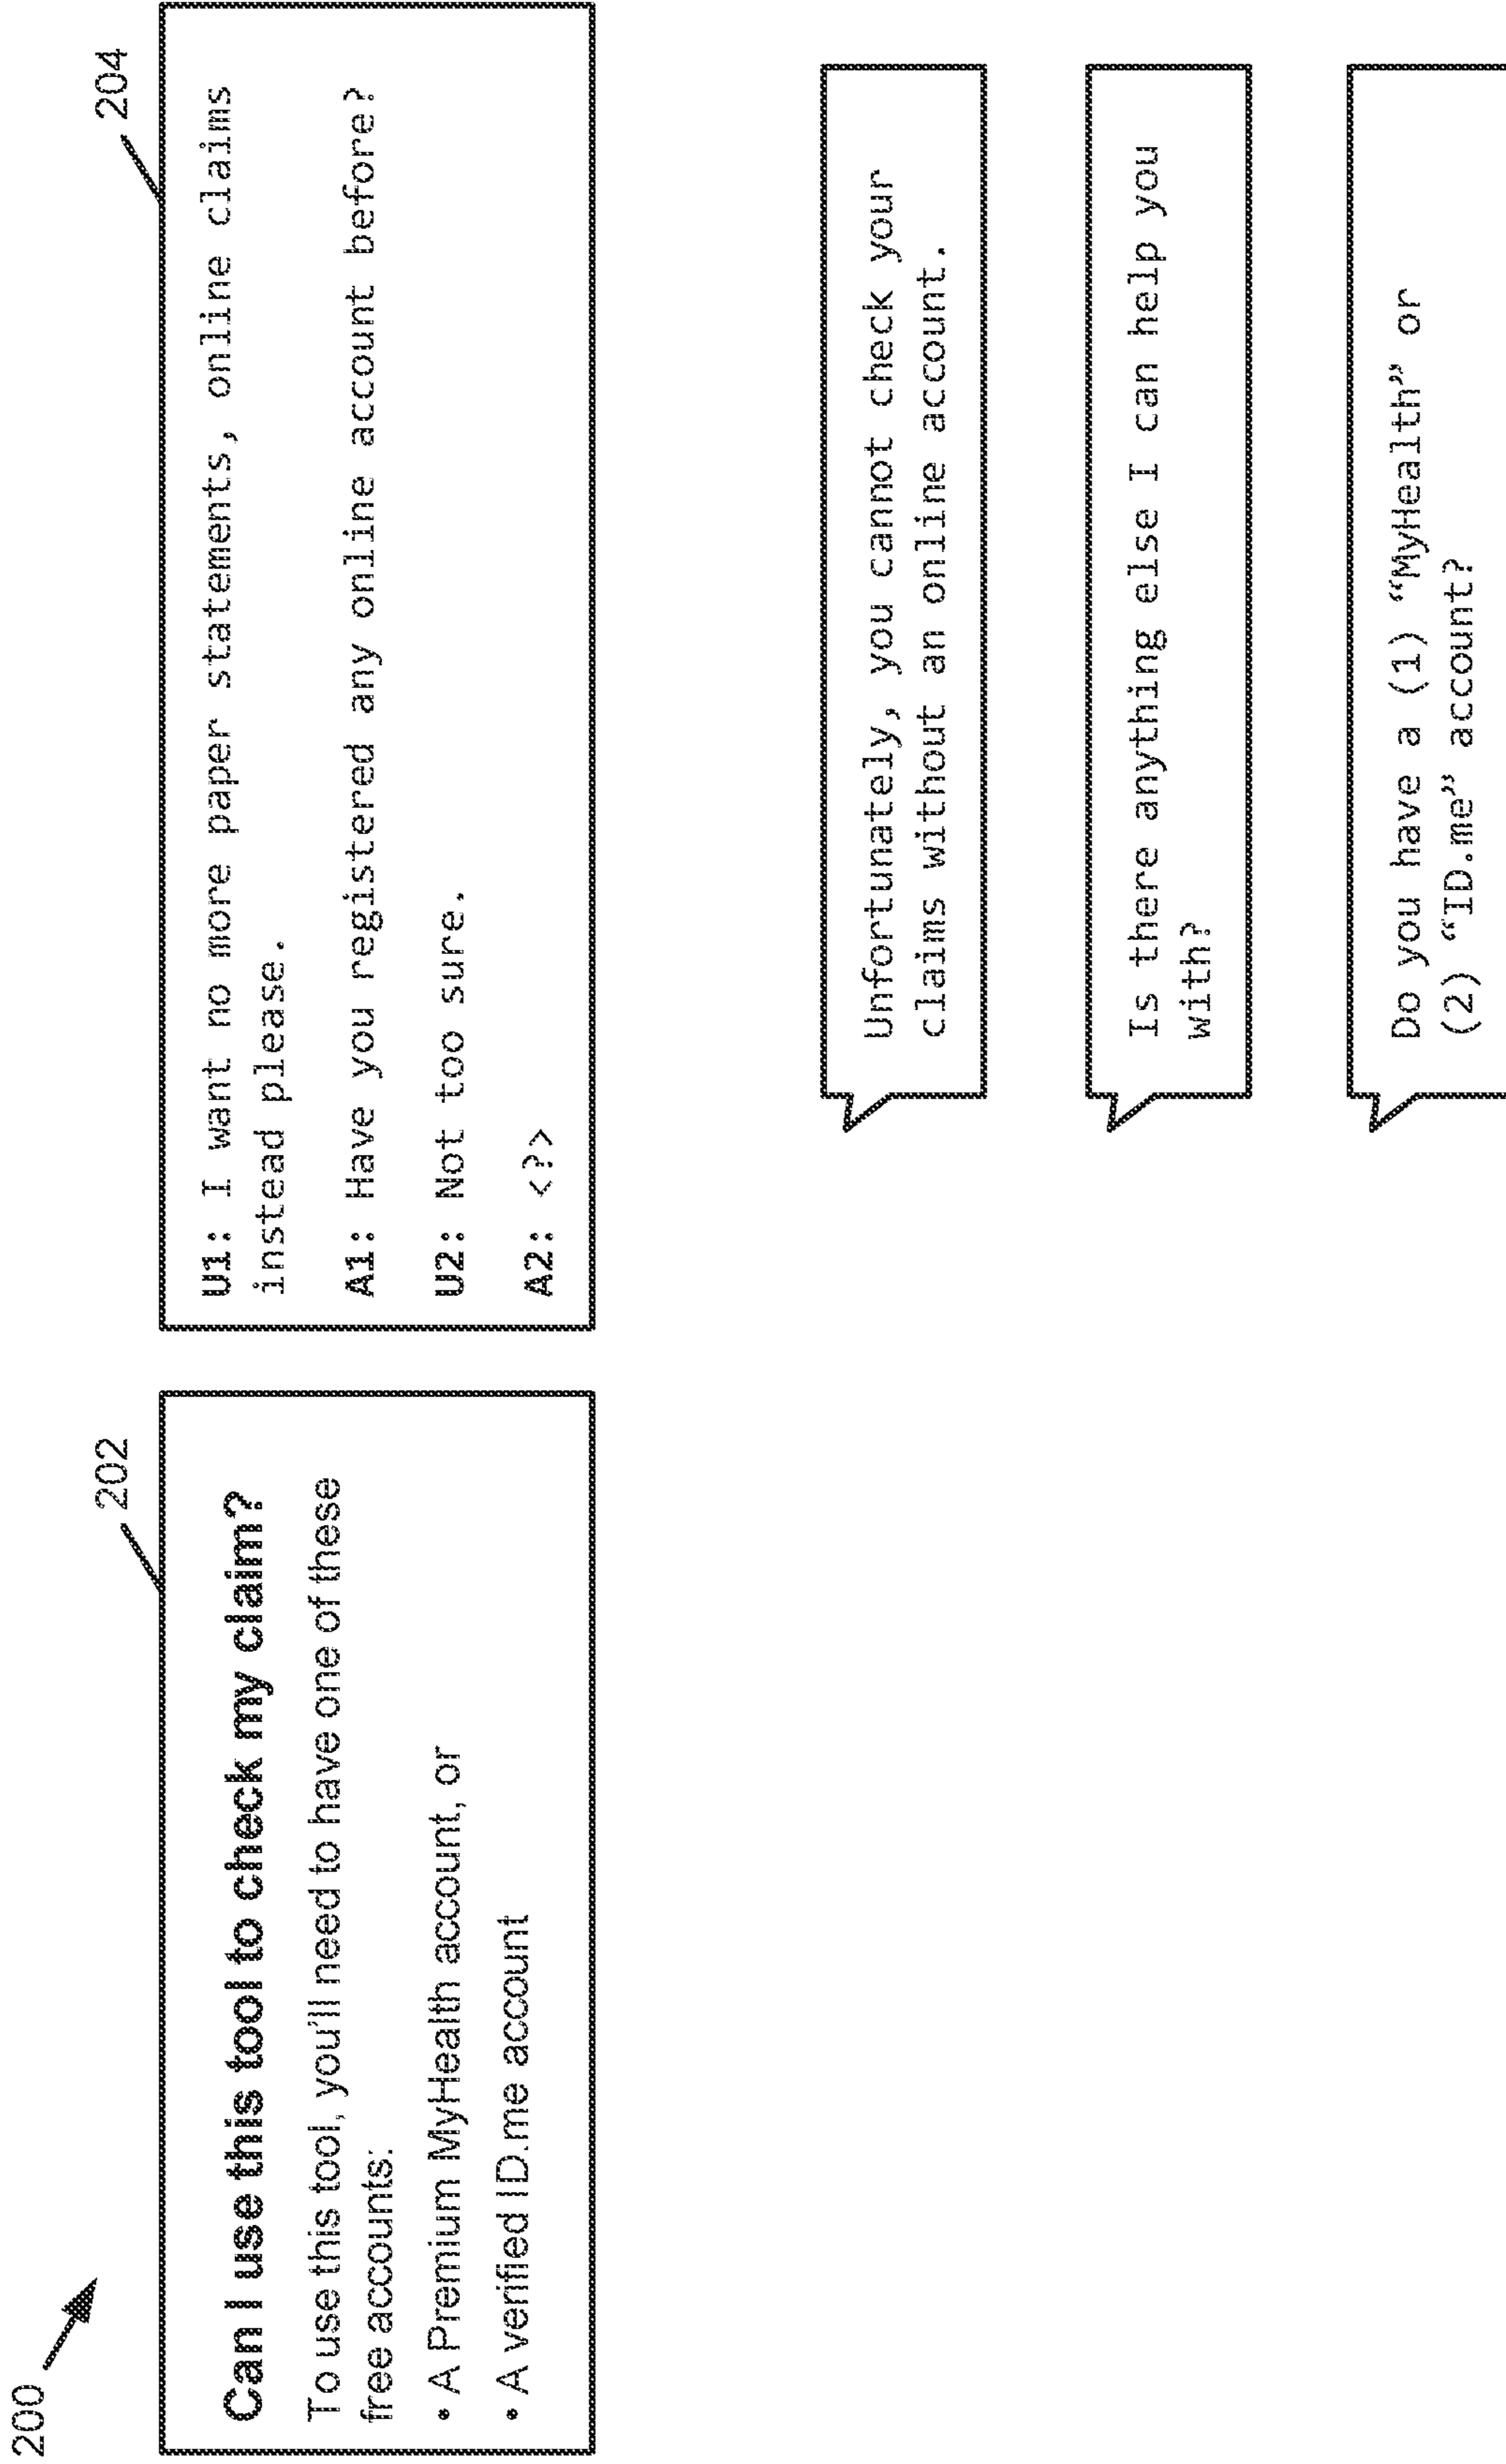 200
202
Can I use this tool to check my claim?
To use this tool, you'll need to have one of these
free accounts:
• A Premium MyHealth account, or
• A verified ID.me account
204
U1: I want no more paper statements, online claims
instead please.
A1: Have you registered any online account before?
U2: Not too sure.
A2: <?>
Unfortunately, you cannot check your
claims without an online account.
Is there anything else I can help you
with?
Do you have a (1) “MyHealth” or
(2) “ID.me” account?